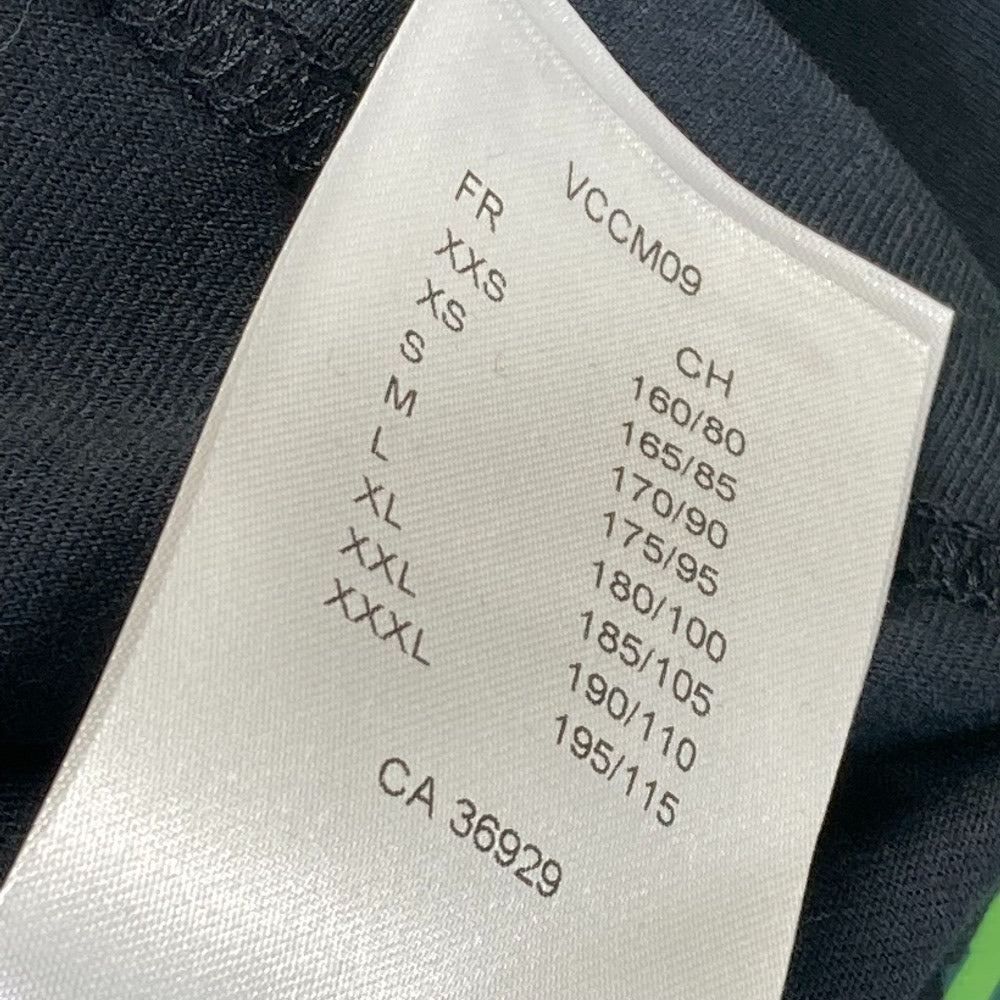 VCCM09
FR CH
XXS 160/80
XS 165/85
S 170/90
M 175/95
L 180/100
XL 185/105
XXL 190/110
XXXL 195/115
CA 36929